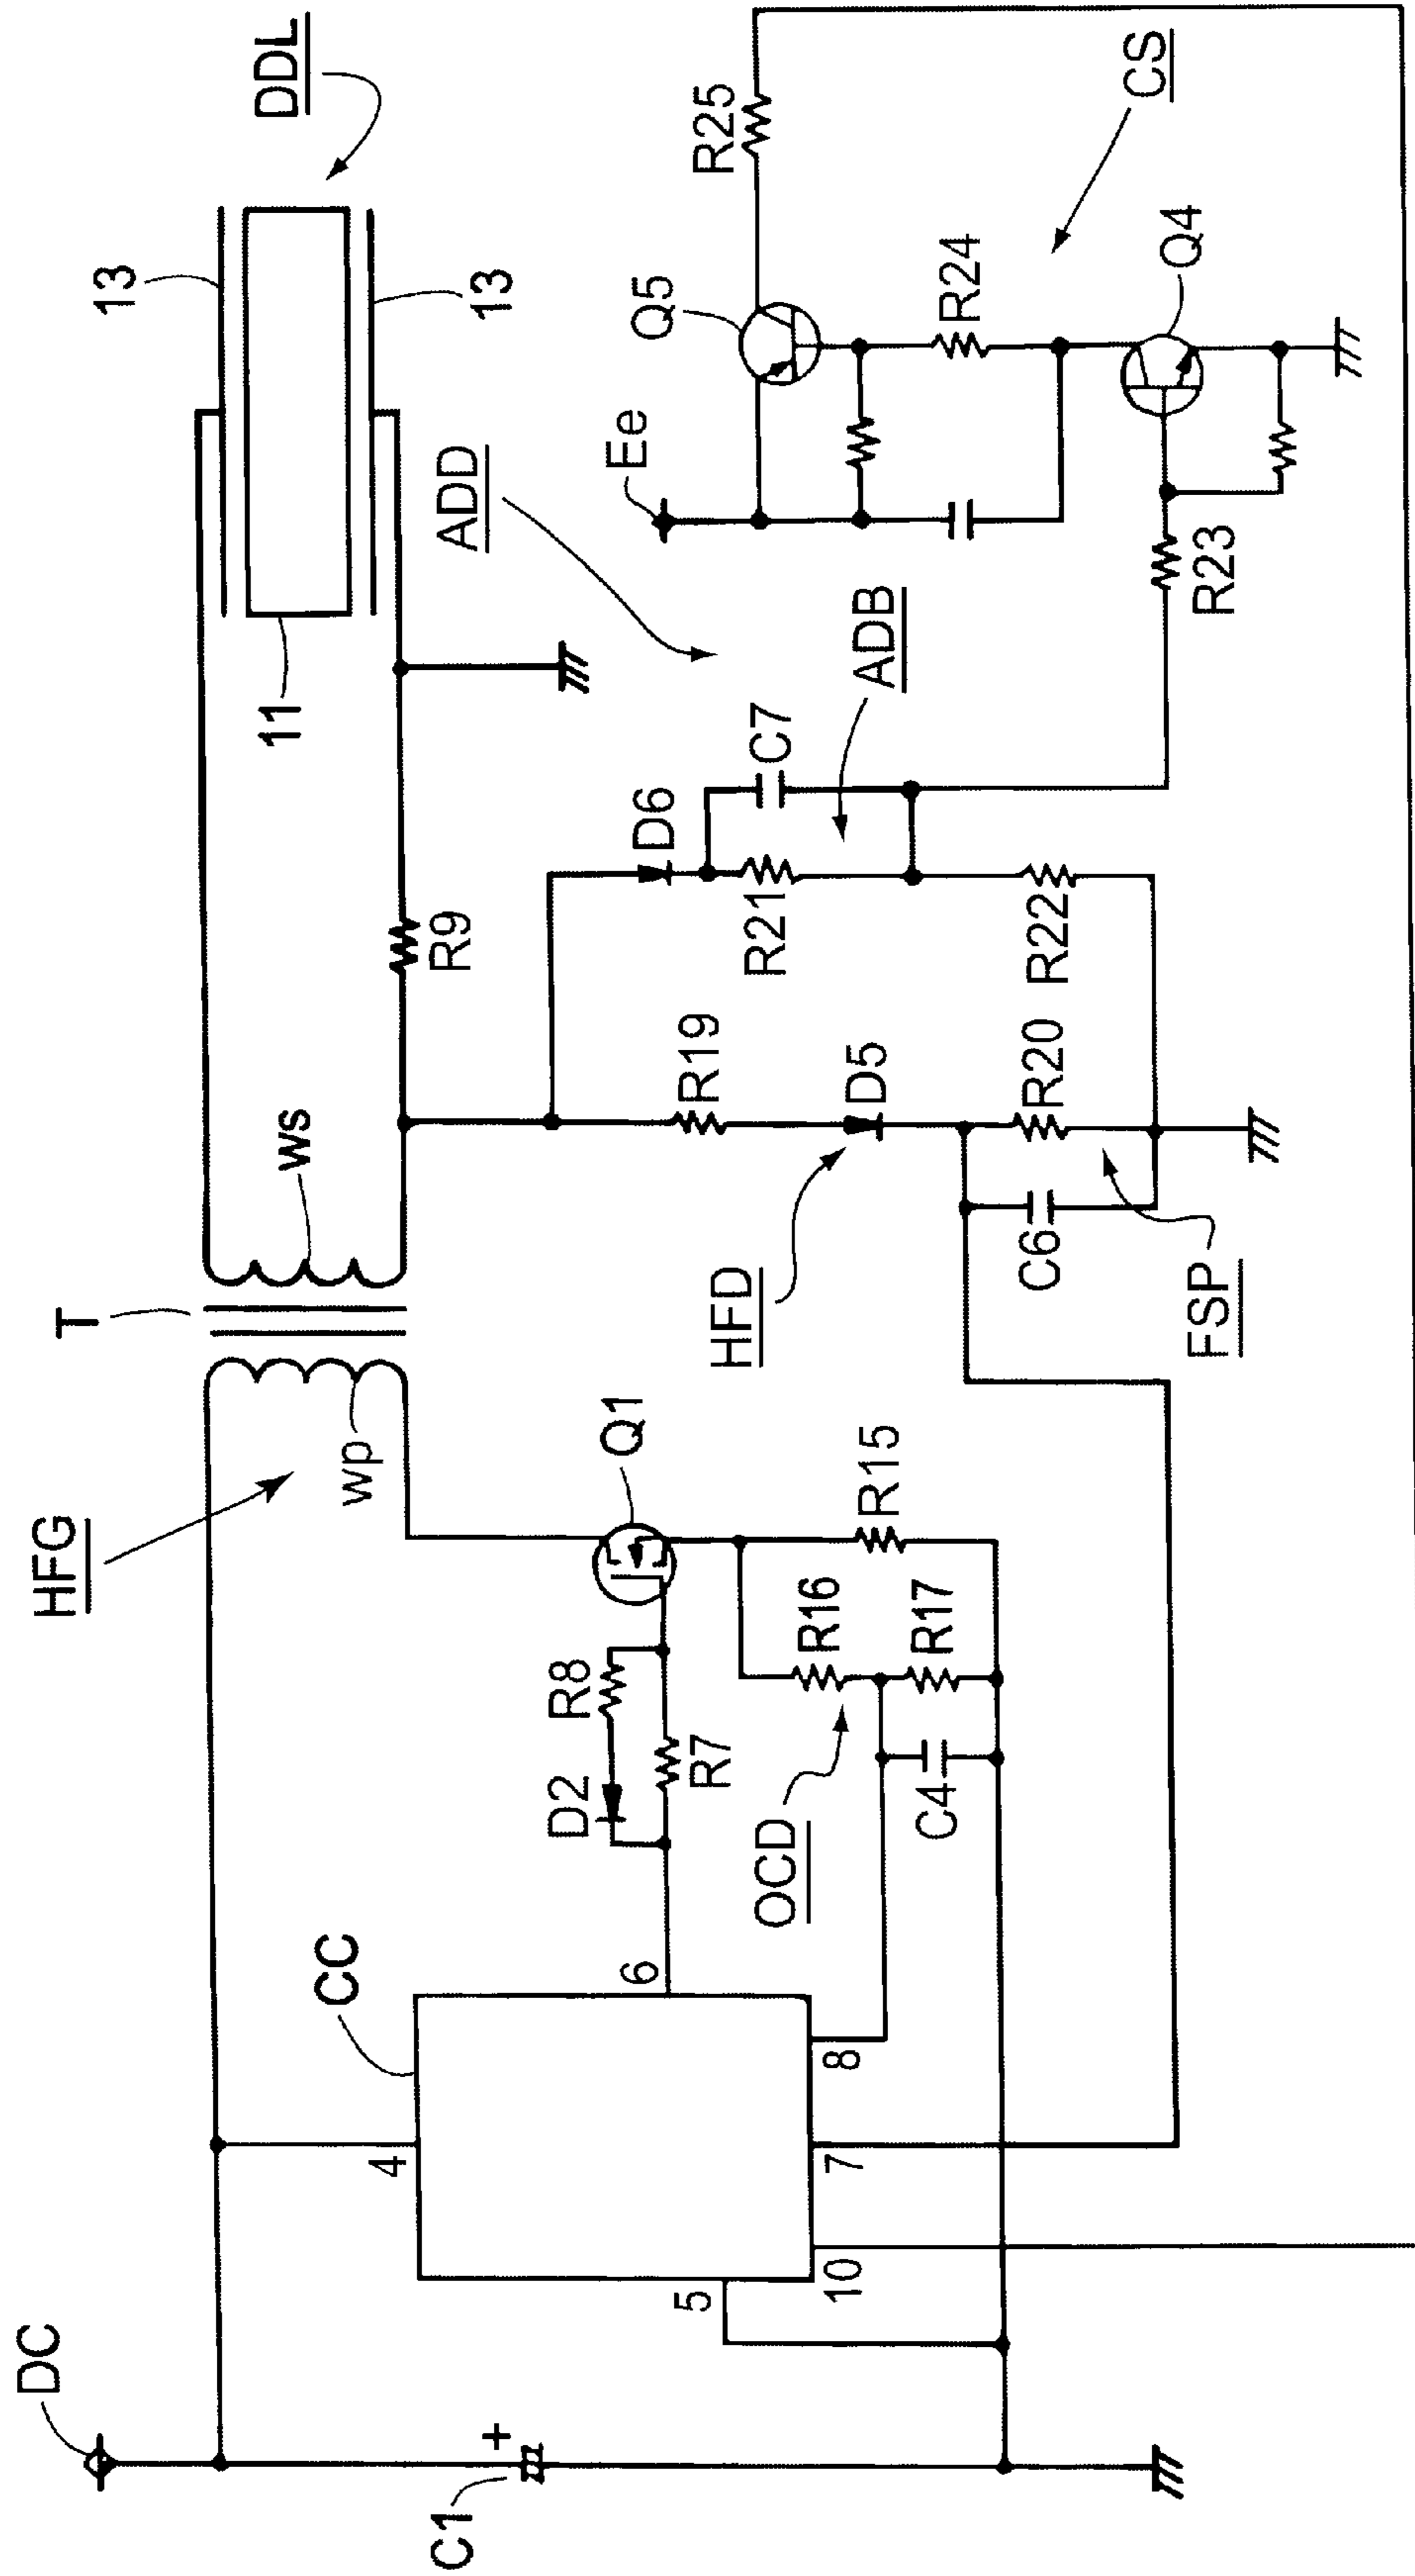 DC
C1
+
HFG
T
wp
ws
13
13
11
DDL
CC
4
5
6
7
8
10
D2
R8
R7
Q1
OCD
R16
R17
C4
R15
R9
HFD
R19
D5
C6
R20
FSP
D6
R21
C7
R22
ADB
ADD
Ee
Q5
R25
R24
CS
Q4
R23